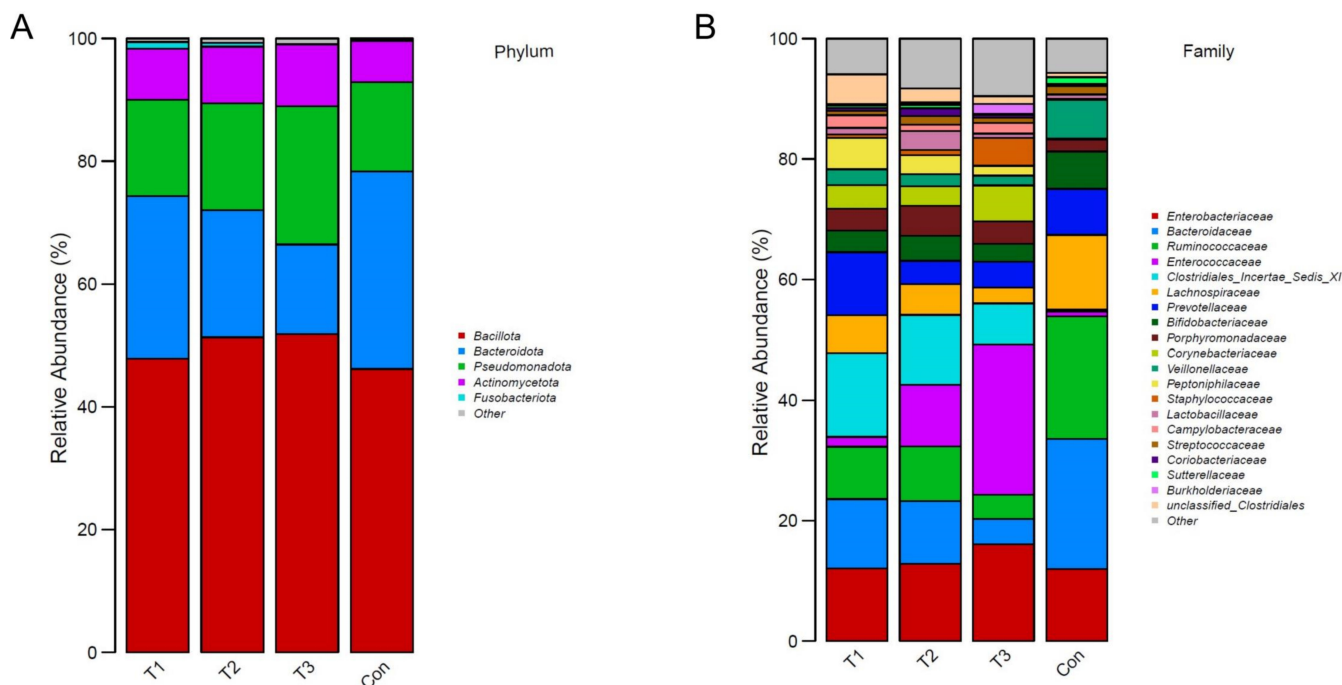 A
Phylum
Relative Abundance (%)
100
80
60
40
20
0
T1
T2
T3
Con
Bacillota
Bacteroidota
Pseudomonadota
Actinomycetota
Fusobacteriota
Other
B
Family
Relative Abundance (%)
100
80
60
40
20
0
T1
T2
T3
Con
Enterobacteriaceae
Bacteroidaceae
Ruminococcaceae
Enterococcaceae
Clostridiales_Incertae_Sedis_XI
Lachnospiraceae
Prevotellaceae
Bifidobacteriaceae
Porphyromonadaceae
Corynebacteriaceae
Veillonellaceae
Peptoniphilaceae
Staphylococcaceae
Lactobacillaceae
Campylobacteraceae
Streptococcaceae
Coriobacteriaceae
Sutterellaceae
Burkholderiaceae
unclassified_Clostridiales
Other